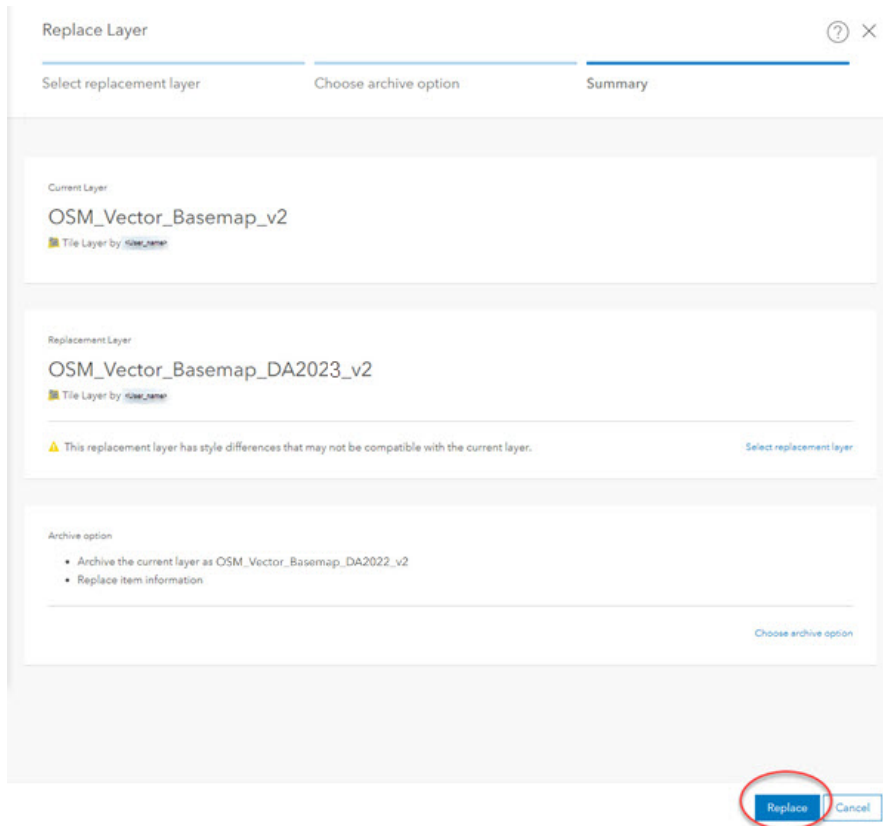 Replace Layer
Select replacement layer
Choose archive option
Summary
Current Layer
OSM_Vector_Basemap_v2
Tile Layer by <User_name>
Replacement Layer
OSM_Vector_Basemap_DA2023_v2
Tile Layer by <User_name>
This replacement layer has style differences that may not be compatible with the current layer.
Select replacement layer
Archive option
• Archive the current layer as OSM_Vector_Basemap_DA2022_v2
• Replace item information
Choose archive option
Replace
Cancel